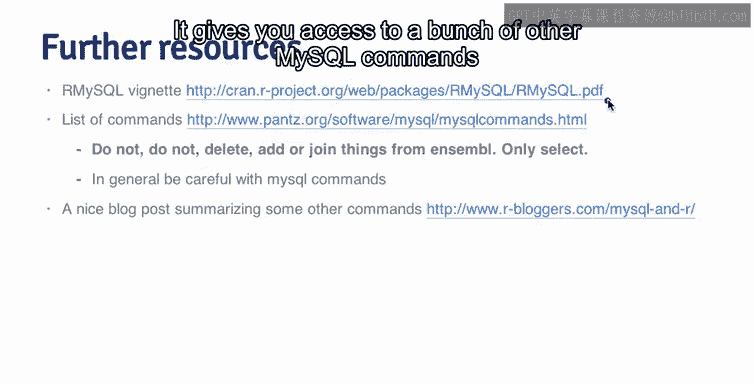 It gives you access to a bunch of other
MySQL commands
Further resources
· RMySQL vignette http://cran.r-project.org/web/packages/RMySQL/RMySQL.pdf
· List of commands http://www.pantz.org/software/mysql/mysqlcommands.html
- Do not, do not, delete, add or join things from ensembl. Only select.
- In general be careful with mysql commands
· A nice blog post summarizing some other commands http://www.r-bloggers.com/mysql-and-r/